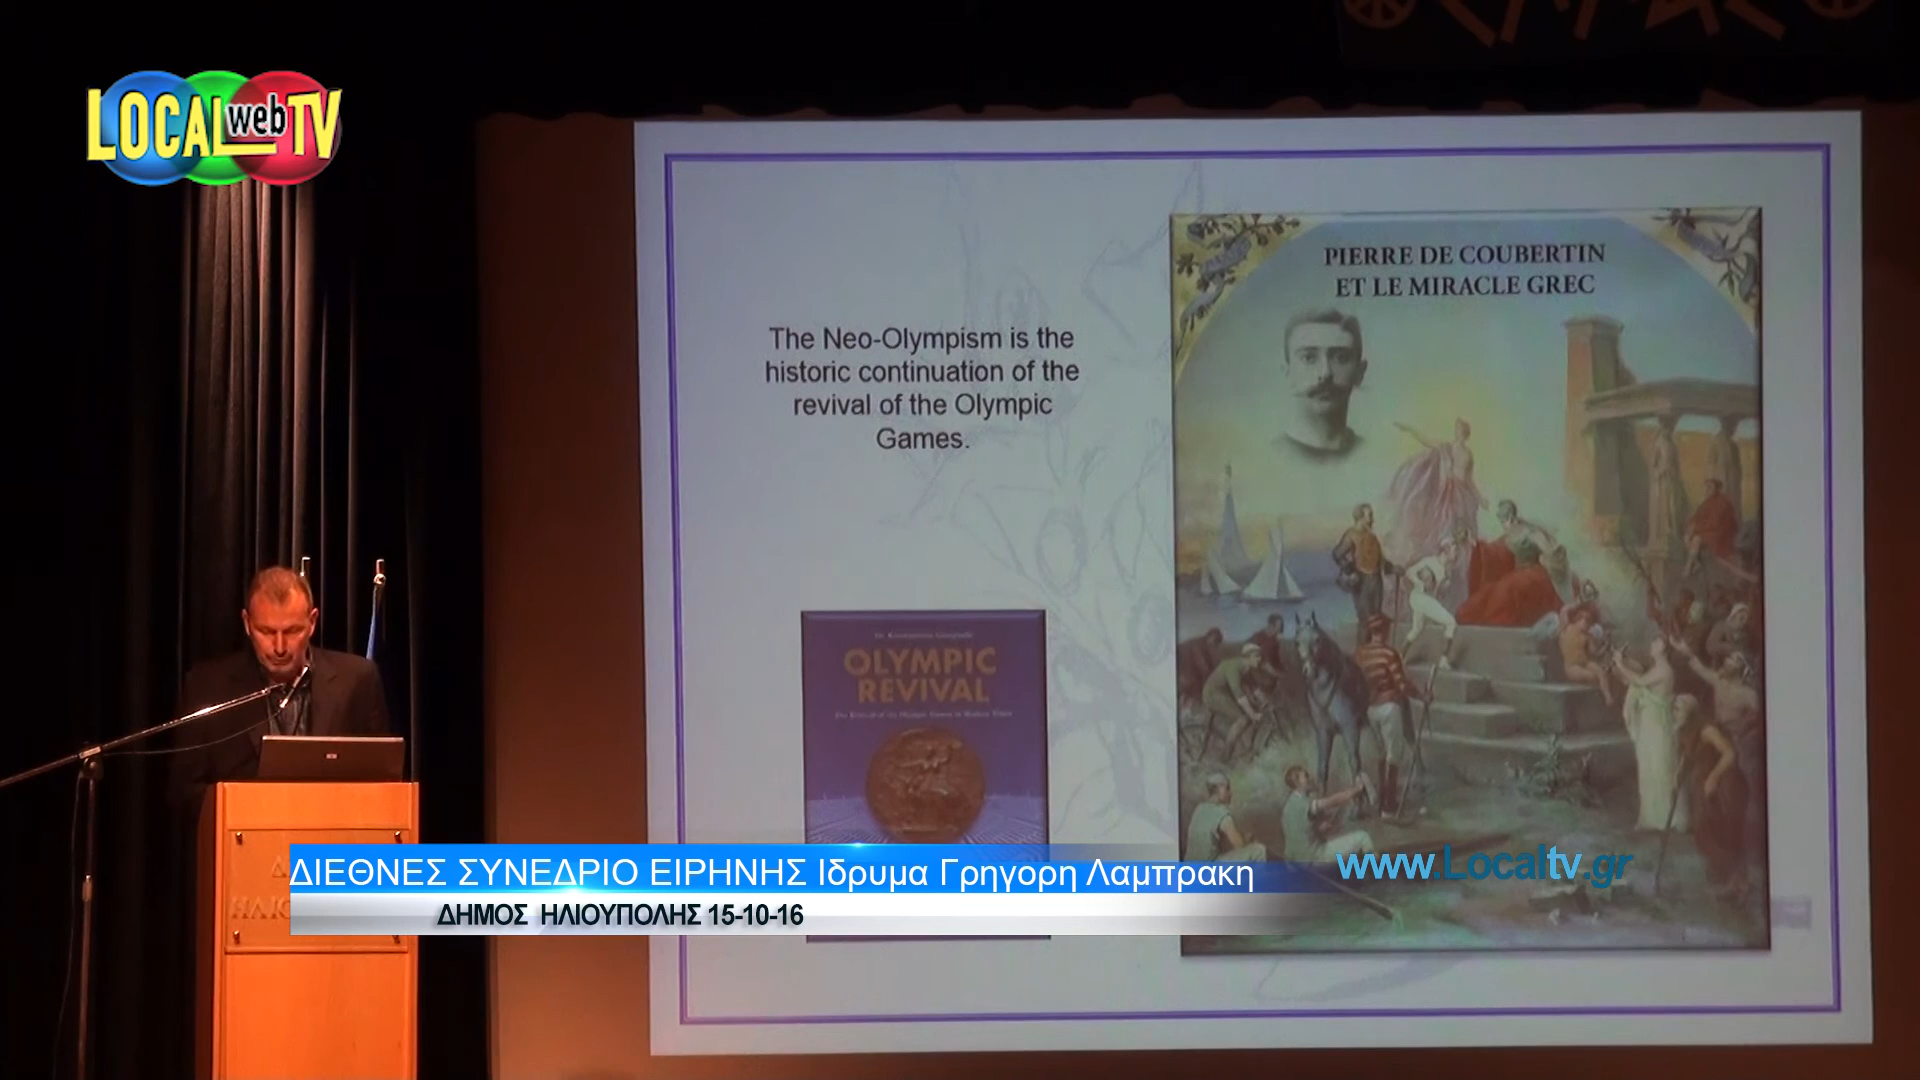 LOCAL web TV
PIERRE DE COUBERTIN
ET LE MIRACLE GREC
The Neo-Olympism is the
historic continuation of the
revival of the Olympic
Games.
OLYMPIC
REVIVAL
ΔΙΕΘΝΕΣ ΣΥΝΕΔΡΙΟ ΕΙΡΗΝΗΣ Ιδρυμα Γρηγορη Λαμπρακη
www.Localtv.gr
ΔΗΜΟΣ ΗΛΙΟΥΠΟΛΗΣ 15-10-16